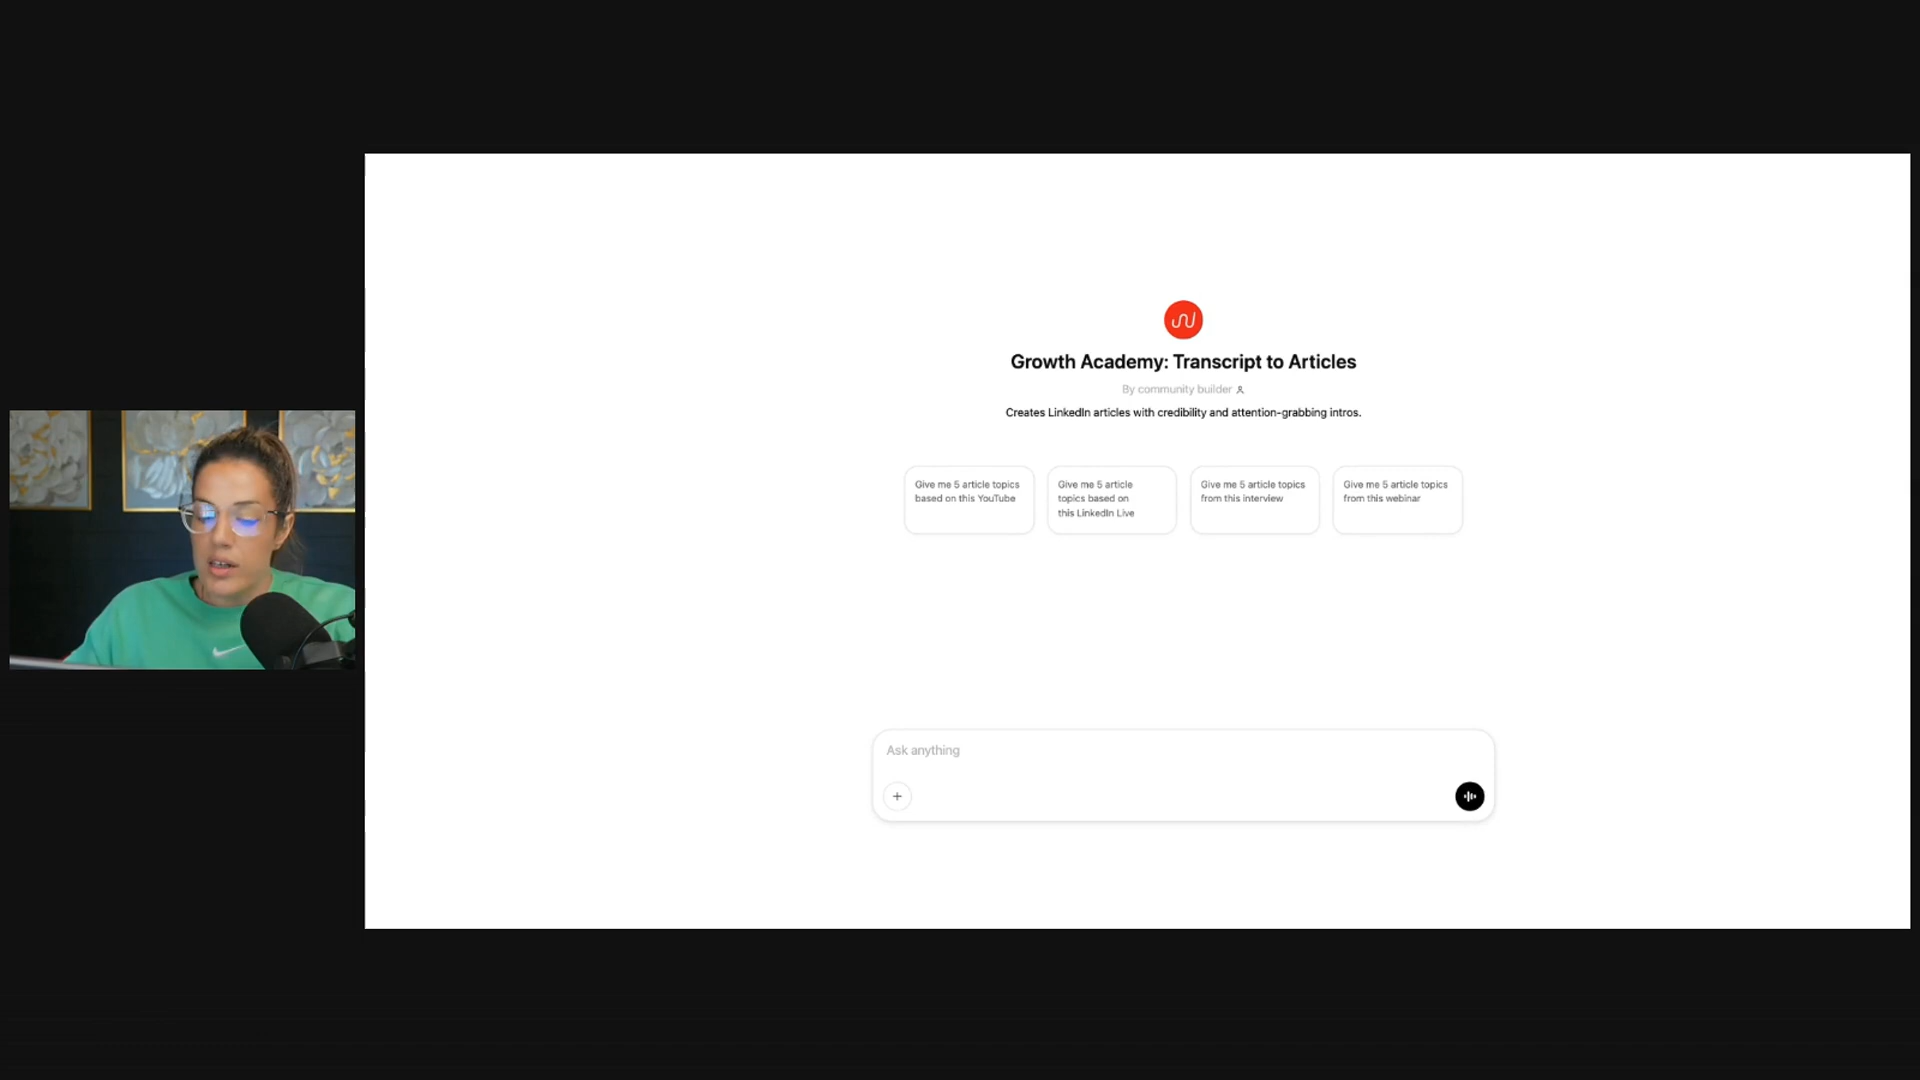 Growth Academy: Transcript to Articles
By community builder
Creates LinkedIn articles with credibility and attention-grabbing intros.
Give me 5 article topics
based on this YouTube
Give me 5 article
topics based on
this LinkedIn Live
Give me 5 article topics
from this interview
Give me 5 article topics
from this webinar
Ask anything